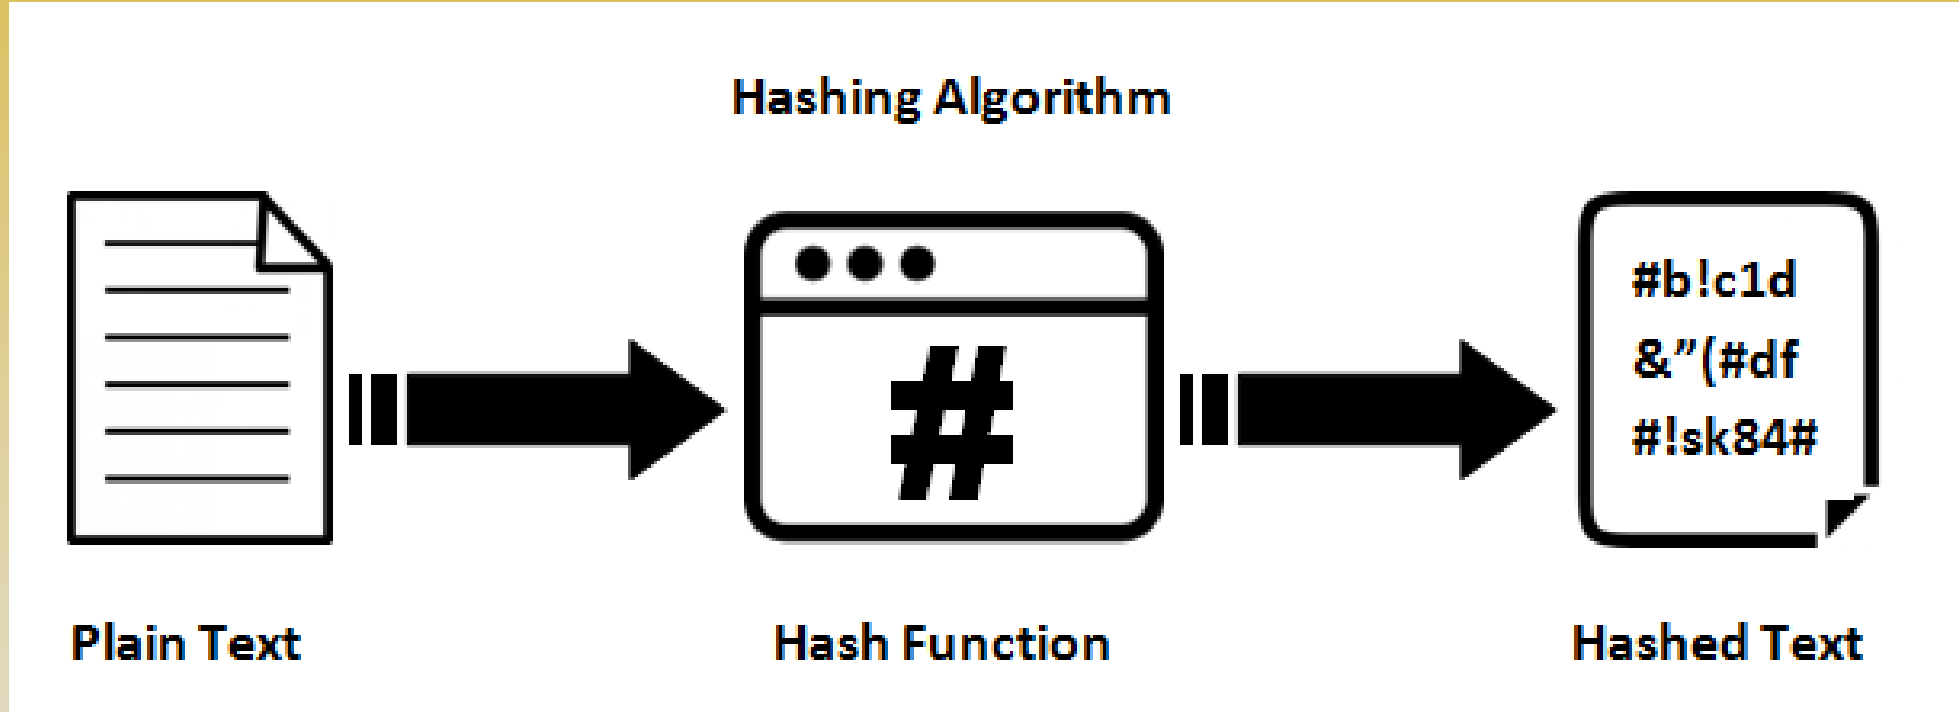 Hashing Algorithm
#
#b!c1d
&”(#df
#!sk84#
Plain Text
Hash Function
Hashed Text